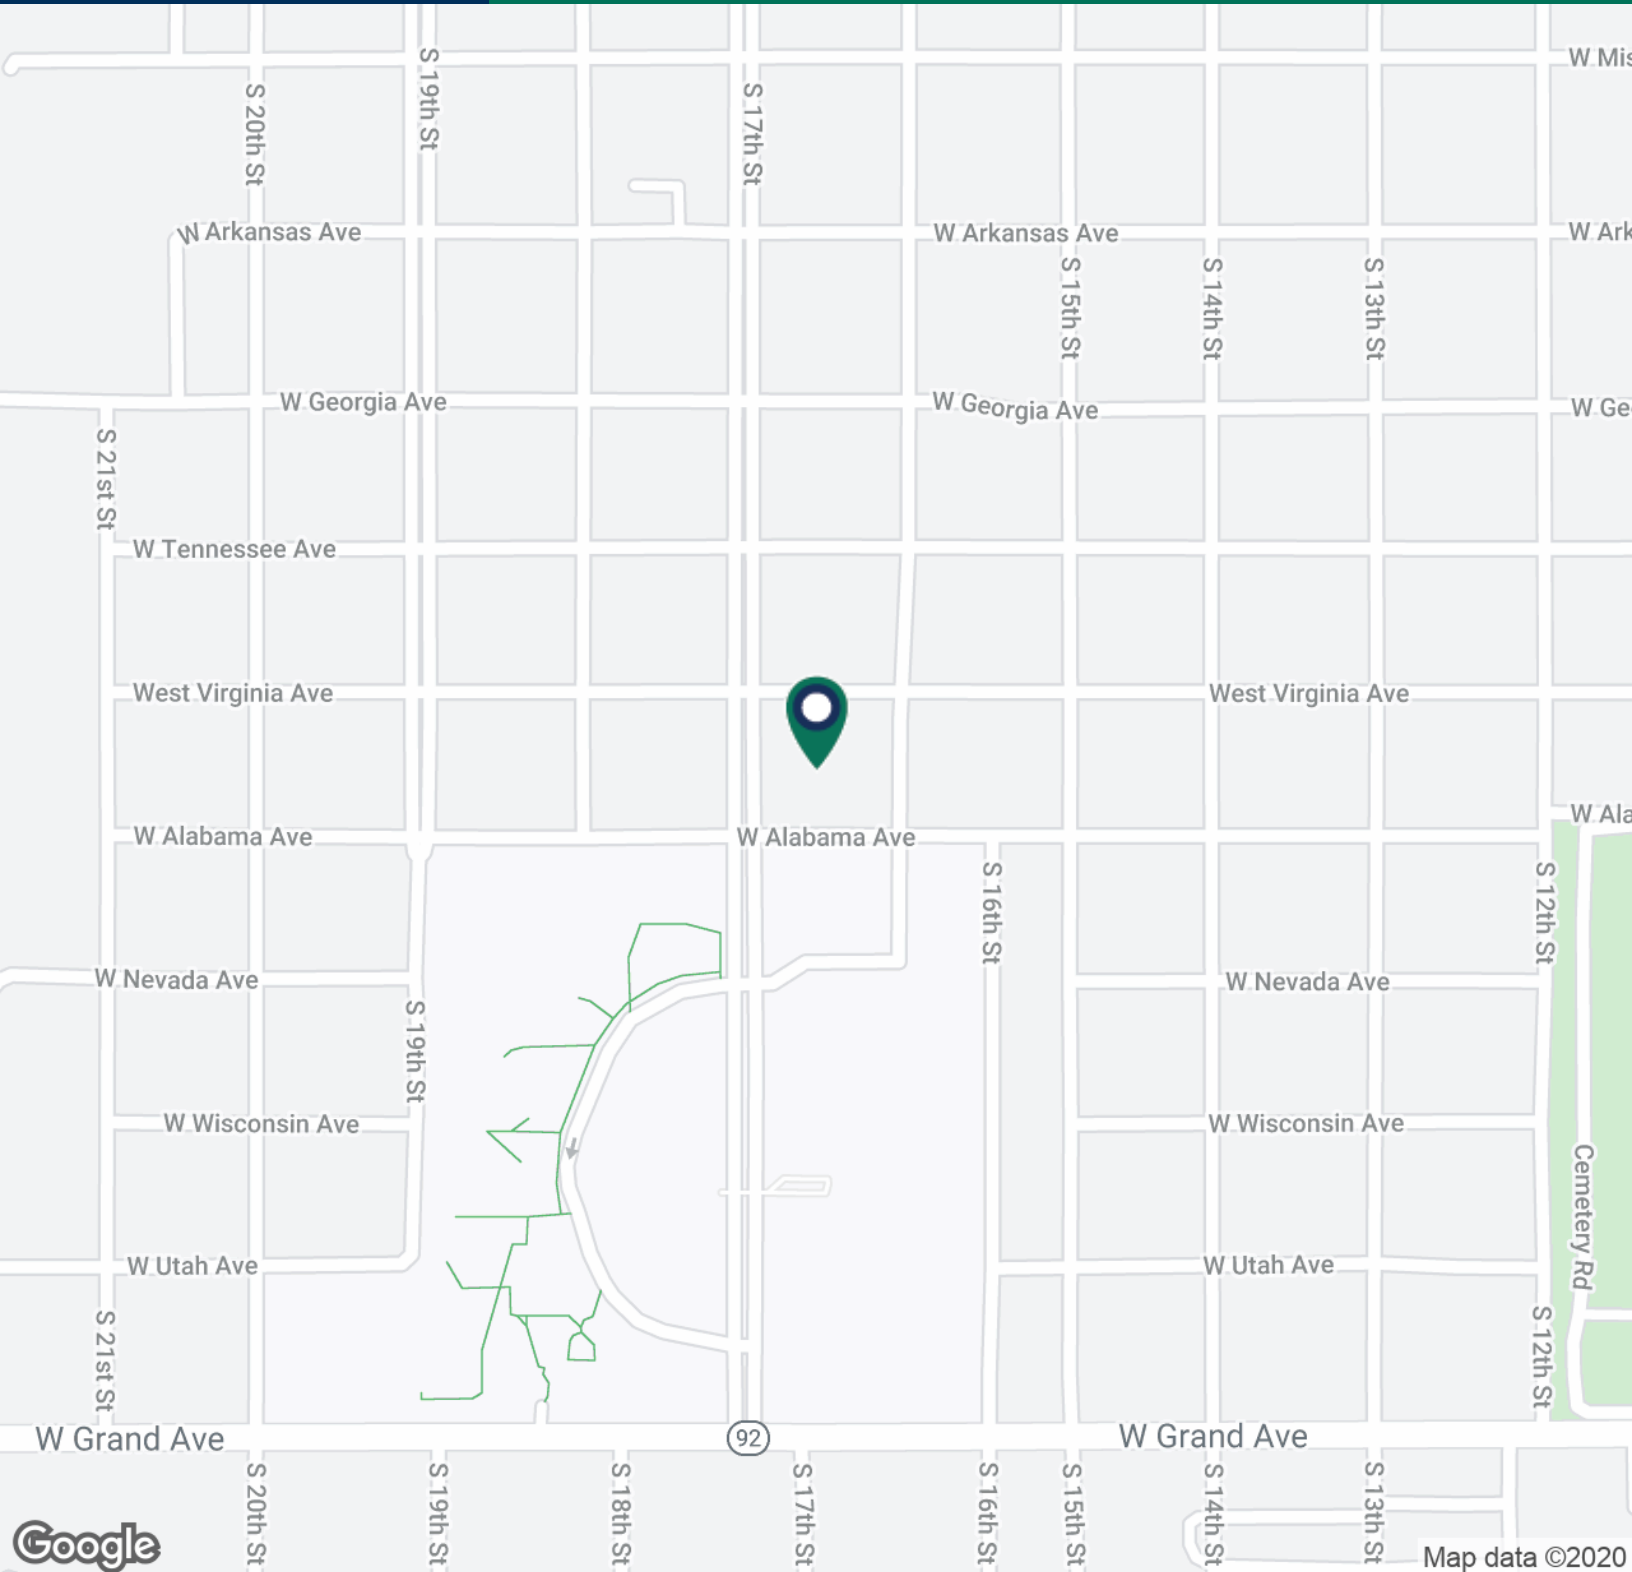 W Mis
S 19th St
S 20th St
S 17th St
W Arkansas Ave
W Arkansas Ave
W Ark
S 15th St
S 14th St
S 13th St
W Georgia Ave
W Georgia Ave
W Ge
S 21st St
W Tennessee Ave
West Virginia Ave
West Virginia Ave
W Alabama Ave
W Alabama Ave
W Ala
S 16th St
S 12th St
W Nevada Ave
W Nevada Ave
S 19th St
W Wisconsin Ave
W Wisconsin Ave
Cemetery Rd
W Utah Ave
W Utah Ave
S 21st St
S 12th St
W Grand Ave
92
W Grand Ave
S 20th St
S 19th St
S 18th St
S 17th St
S 16th St
S 15th St
S 14th St
S 13th St
Google
Map data ©2020